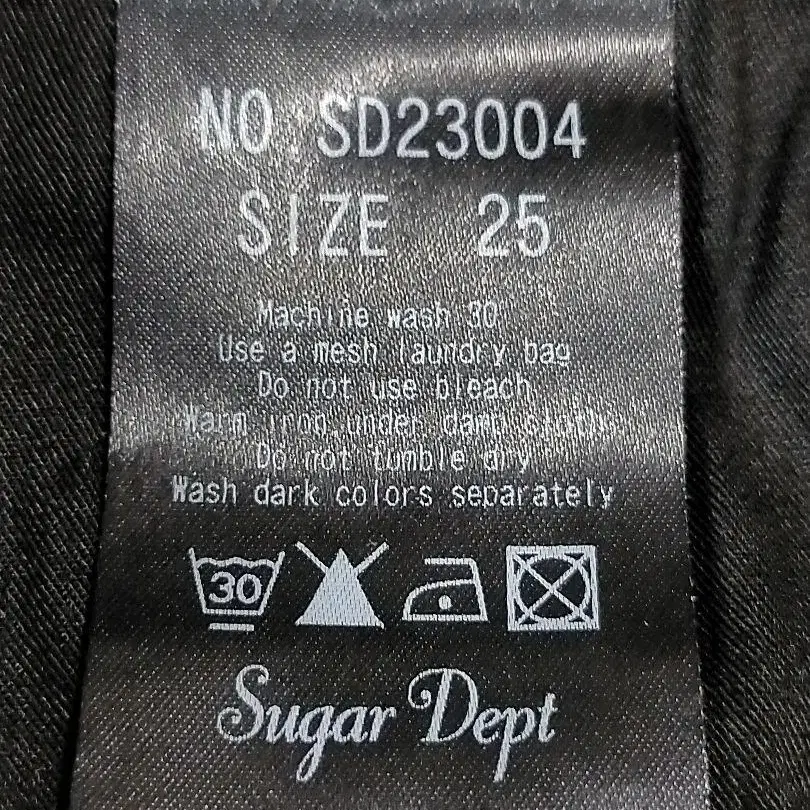 NO SD23004
SIZE 25
Machine wash 30
Use a mesh laundry bag
Do not use bleach
Warm iron under damp cloth
Do not tumble dry
Wash dark colors separately
30
Sugar Dept